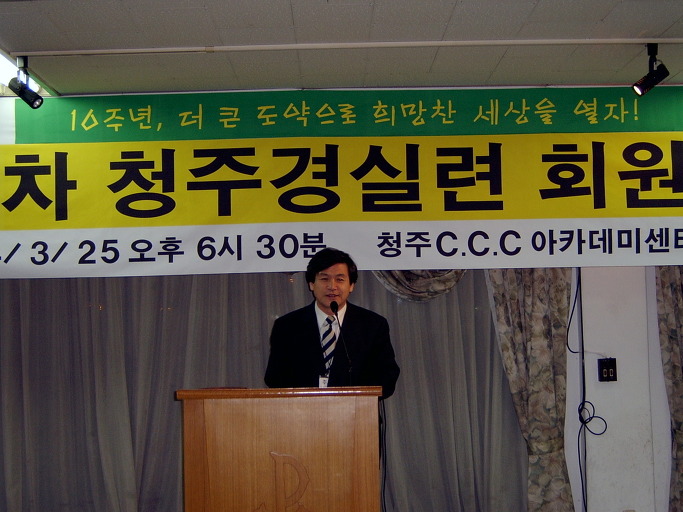 10주년, 더 큰 도약으로 희망찬 세상을 열자!
차 청주경실련 회원
/ 3 / 25 오후 6시 30분 청주C.C.C 아카데미센터